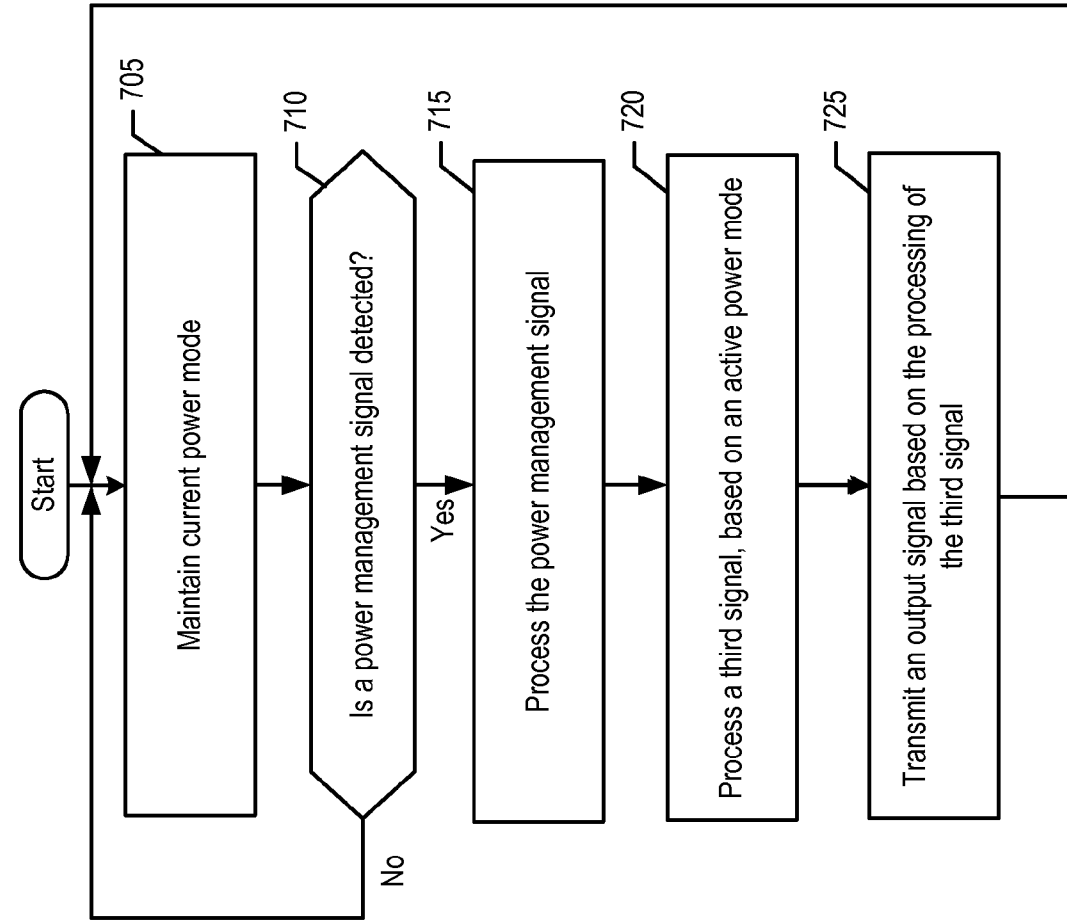 Start
705
Maintain current power mode
710
Is a power management signal detected?
No
Yes
715
Process the power management signal
720
Process a third signal, based on an active power mode
725
Transmit an output signal based on the processing of
the third signal